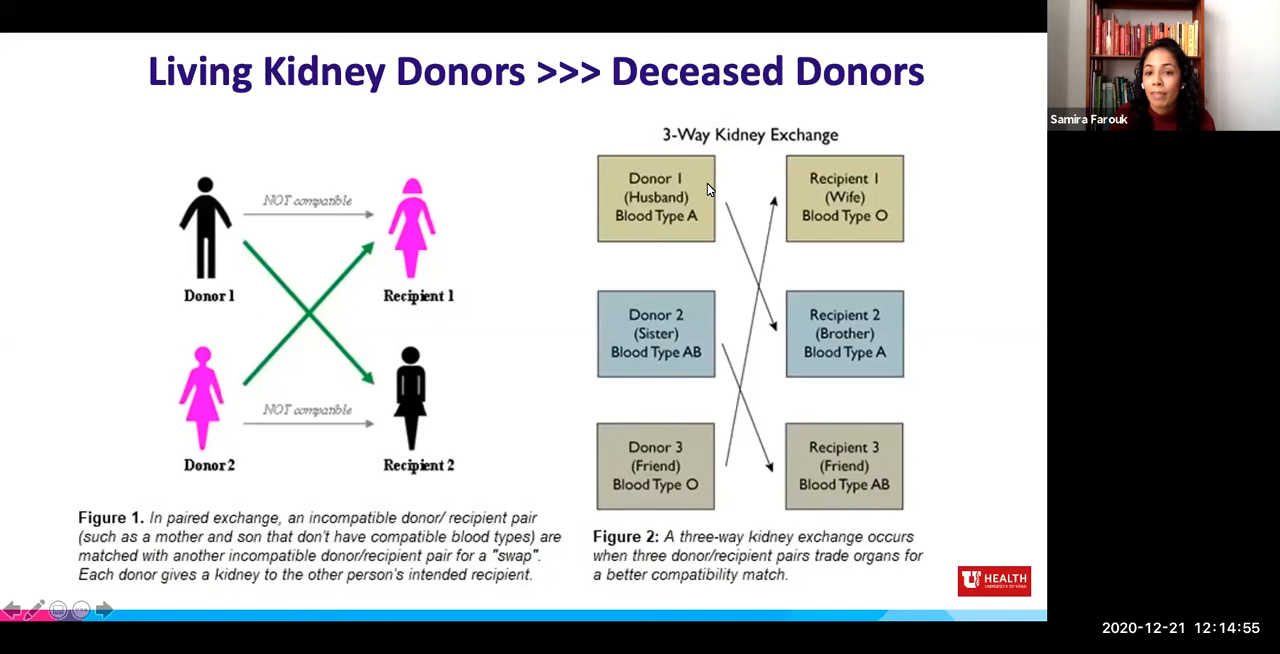 Living Kidney Donors >>> Deceased Donors
Samira Farouk
NOT compatible
Donor 1
Recipient 1
NOT compatible
Donor 2
Recipient 2
Figure 1. In paired exchange, an incompatible donor/ recipient pair
(such as a mother and son that don't have compatible blood types) are
matched with another incompatible donor/recipient pair for a "swap".
Each donor gives a kidney to the other person's intended recipient.
3-Way Kidney Exchange
Donor 1
(Husband)
Blood Type A
Recipient 1
(Wife)
Blood Type O
Donor 2
(Sister)
Blood Type AB
Recipient 2
(Brother)
Blood Type A
Donor 3
(Friend)
Blood Type O
Recipient 3
(Friend)
Blood Type AB
Figure 2: A three-way kidney exchange occurs
when three donor/recipient pairs trade organs for
a better compatibility match.
HEALTH
UNIVERSITY OF UTAH
2020-12-21 12:14:55